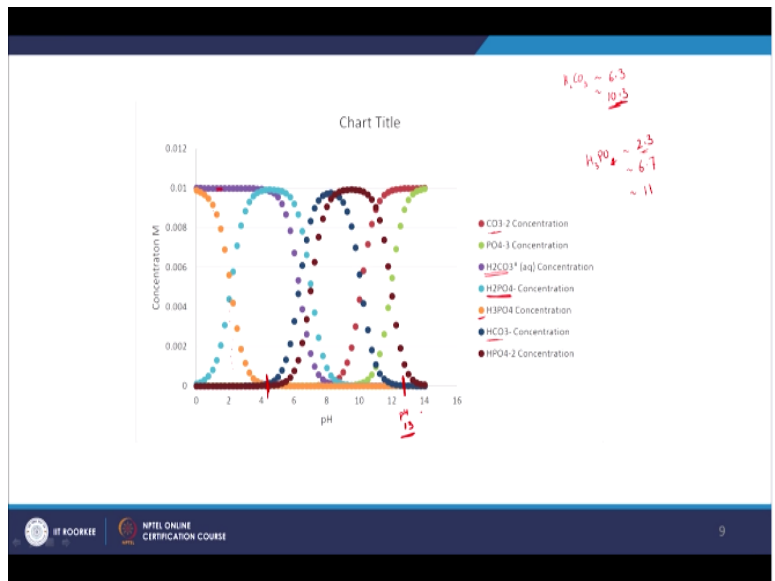 H2CO3 ~ 6.3
~ 10.3
H3PO4 ~ 2.3
~ 6.7
~ 11
Chart Title
Concentraton M
0.012
0.01
0.008
0.006
0.004
0.002
0
0 2 4 6 8 10 12 14 16
pH
pH
13
CO3-2 Concentration
PO4-3 Concentration
H2CO3* (aq) Concentration
H2PO4- Concentration
H3PO4 Concentration
HCO3- Concentration
HPO4-2 Concentration
IIT ROORKEE
NPTEL ONLINE
CERTIFICATION COURSE
9